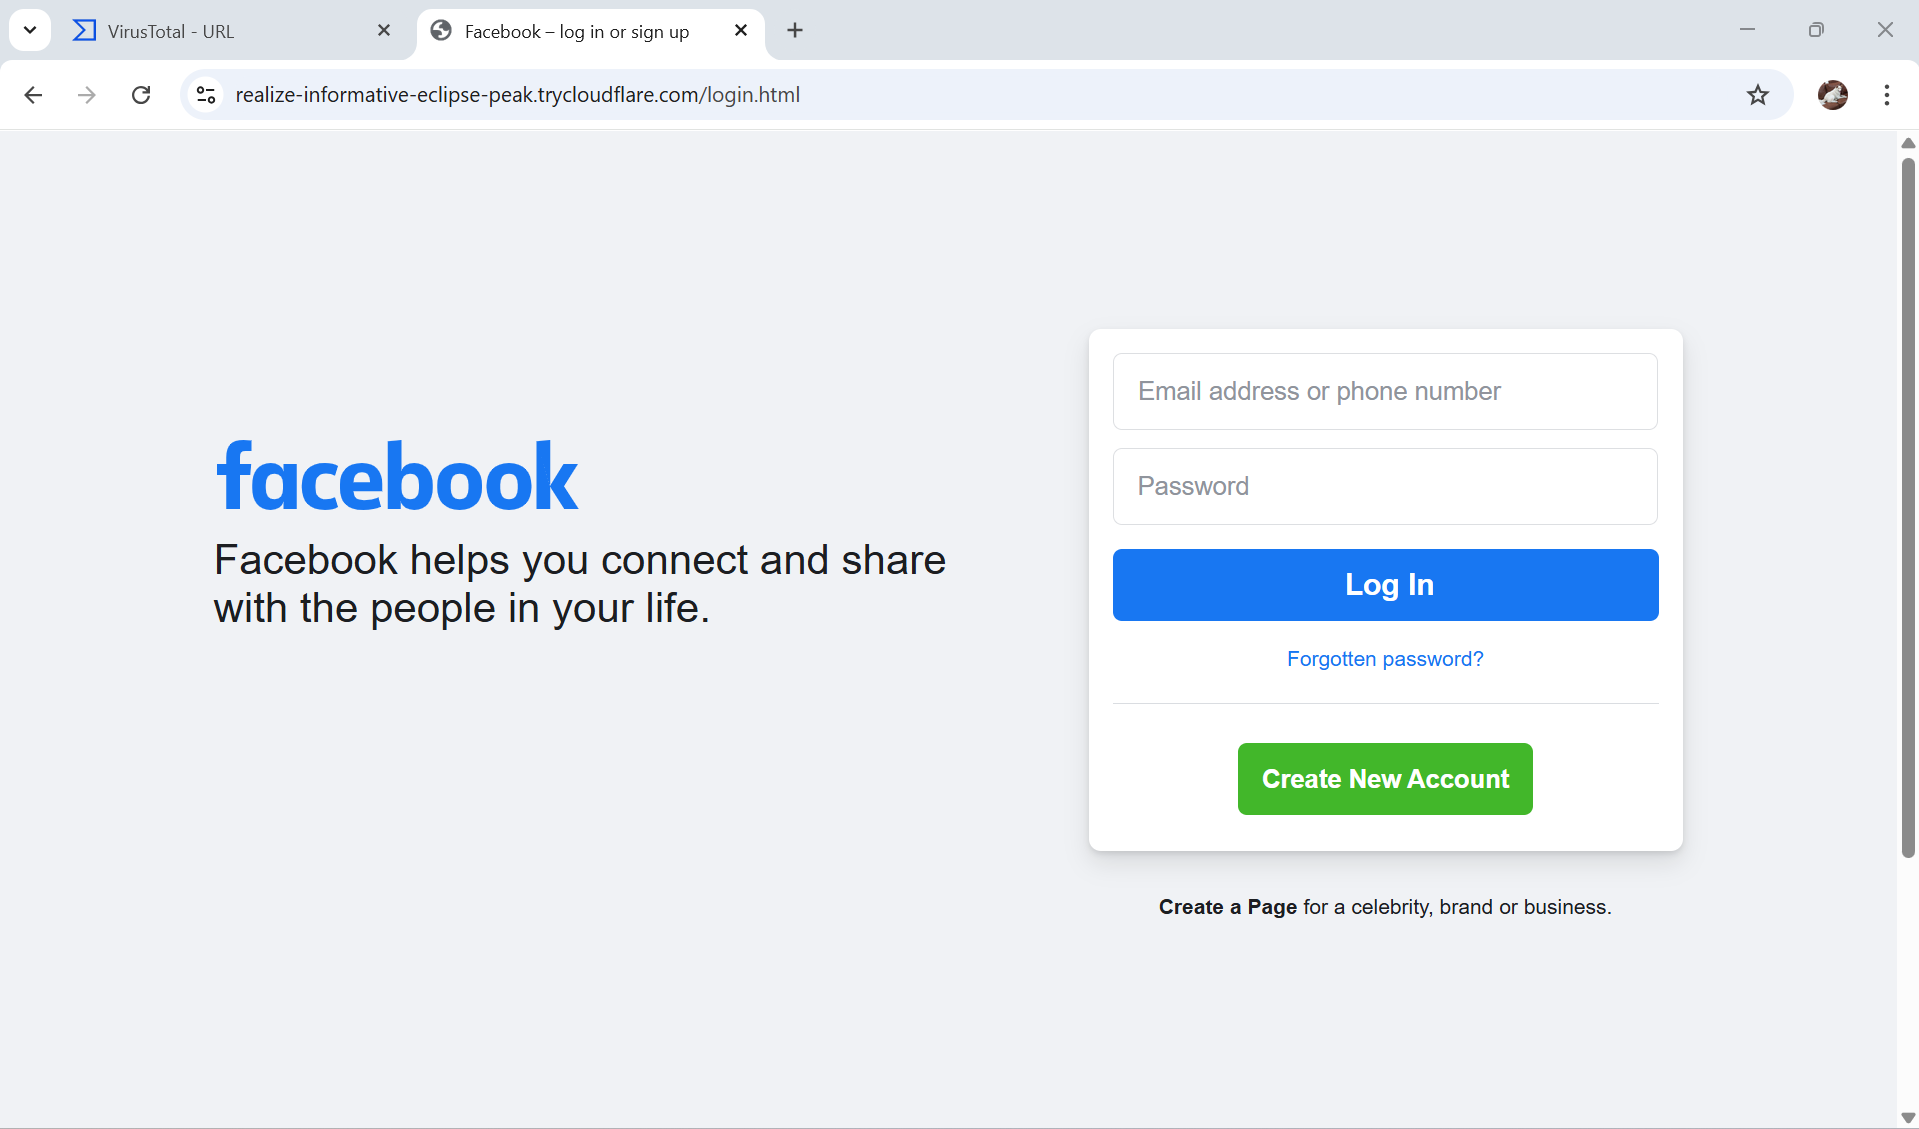 VirusTotal - URL
Facebook – log in or sign up
realize-informative-eclipse-peak.trycloudflare.com/login.html
facebook
Facebook helps you connect and share
with the people in your life.
Email address or phone number
Password
Log In
Forgotten password?
Create New Account
Create a Page for a celebrity, brand or business.